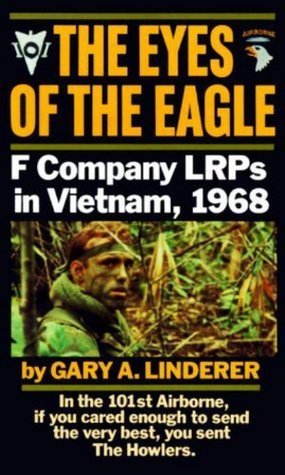 101
AIRBORNE
THE EYES
OF THE EAGLE
F Company LRPs
in Vietnam, 1968
by GARY A. LINDERER
In the 101st Airborne,
if you cared enough to send
the very best, you sent
The Howlers.